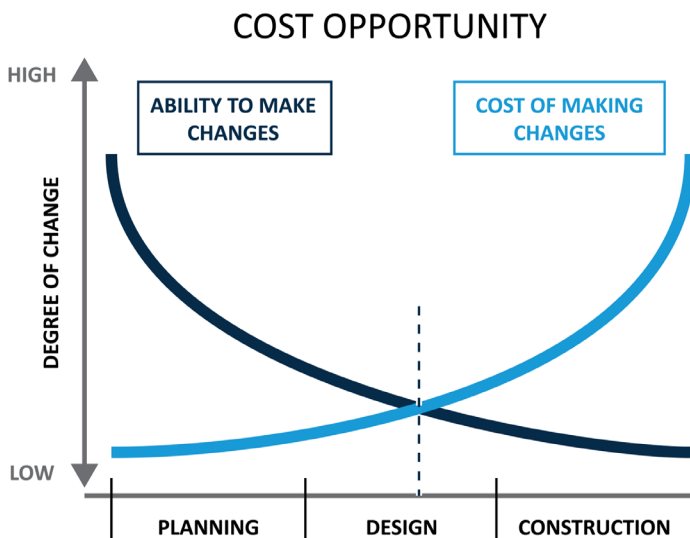 COST OPPORTUNITY
HIGH
ABILITY TO MAKE
CHANGES
COST OF MAKING
CHANGES
DEGREE OF CHANGE
LOW
PLANNING
DESIGN
CONSTRUCTION